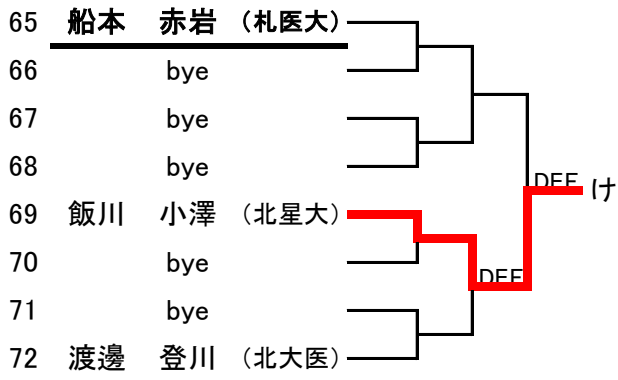 65 船本 赤岩 (札医大)
66 bye
67 bye
68 bye
DEF け
69 飯川 小澤 (北星大)
70 bye
DEF
71 bye
72 渡邊 登川 (北大医)